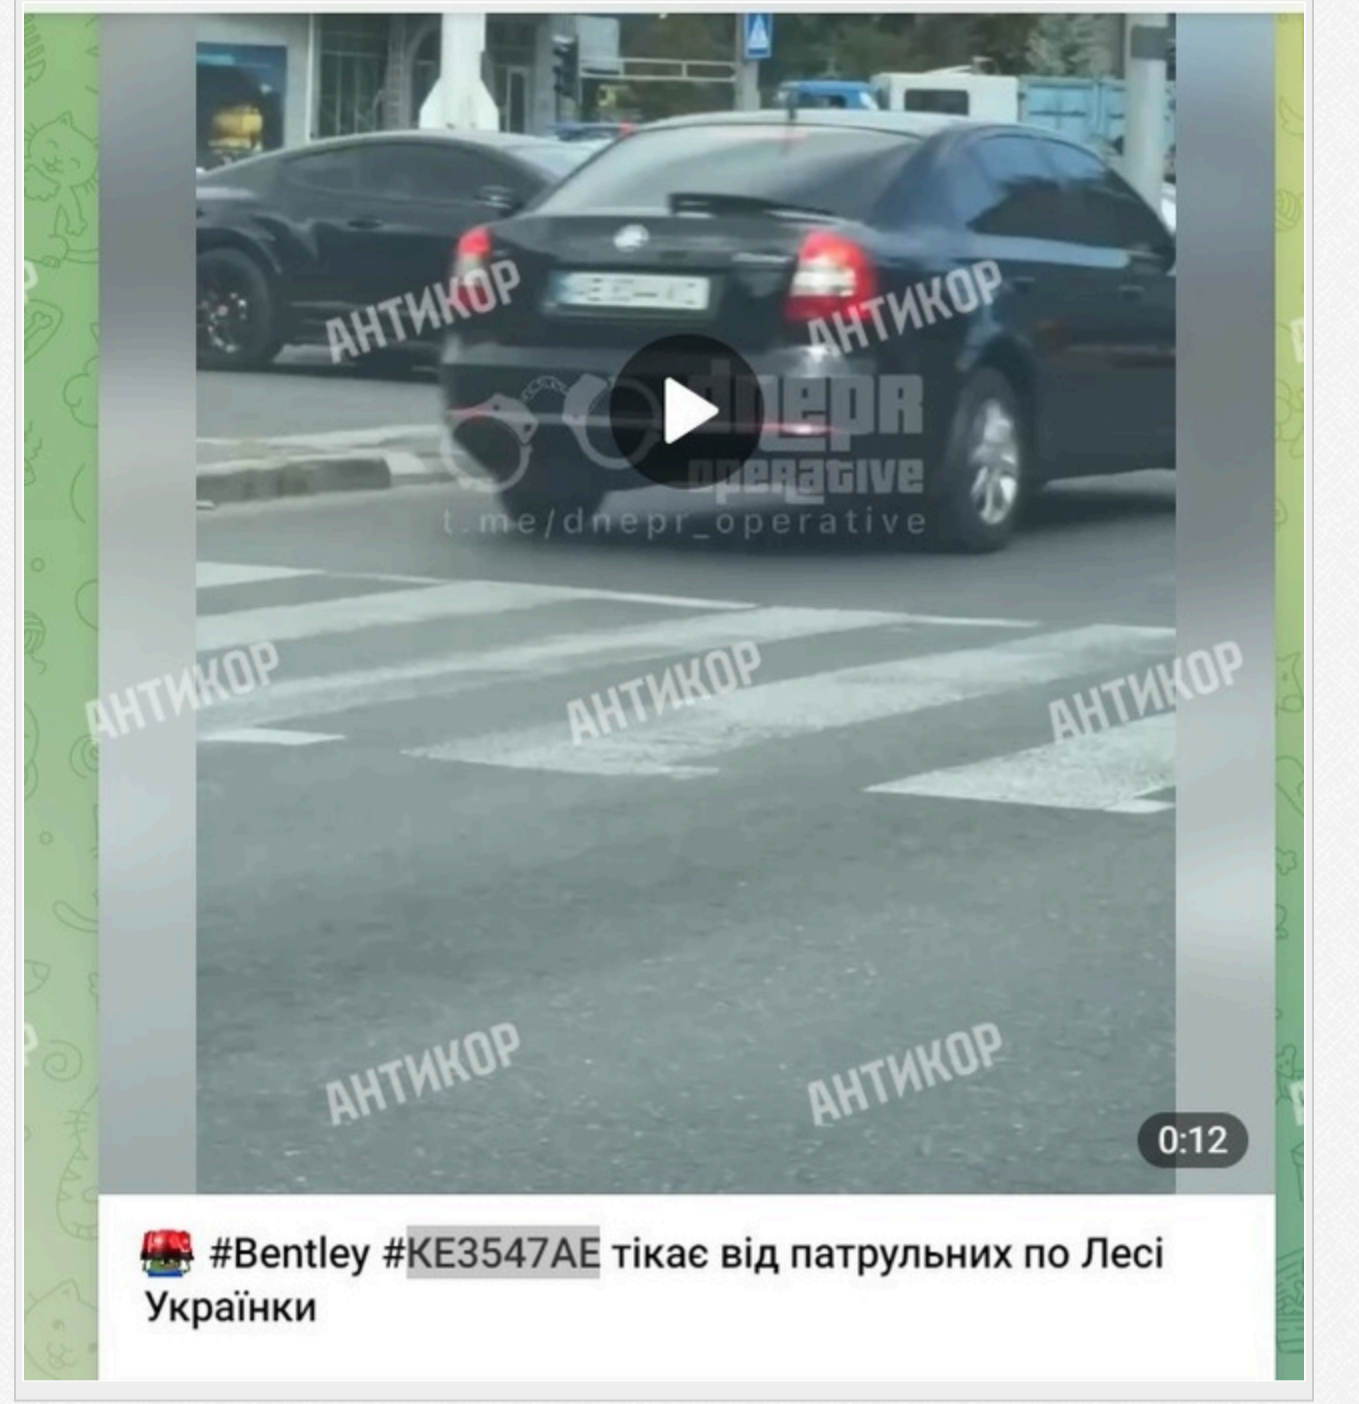 АНТИКОР АНТИКОР
dnepr
operative
t.me/dnepr_operative
АНТИКОР АНТИКОР АНТИКОР
АНТИКОР АНТИКОР
0:12
#Bentley #KE3547AE тікає від патрульних по Лесі
Українки